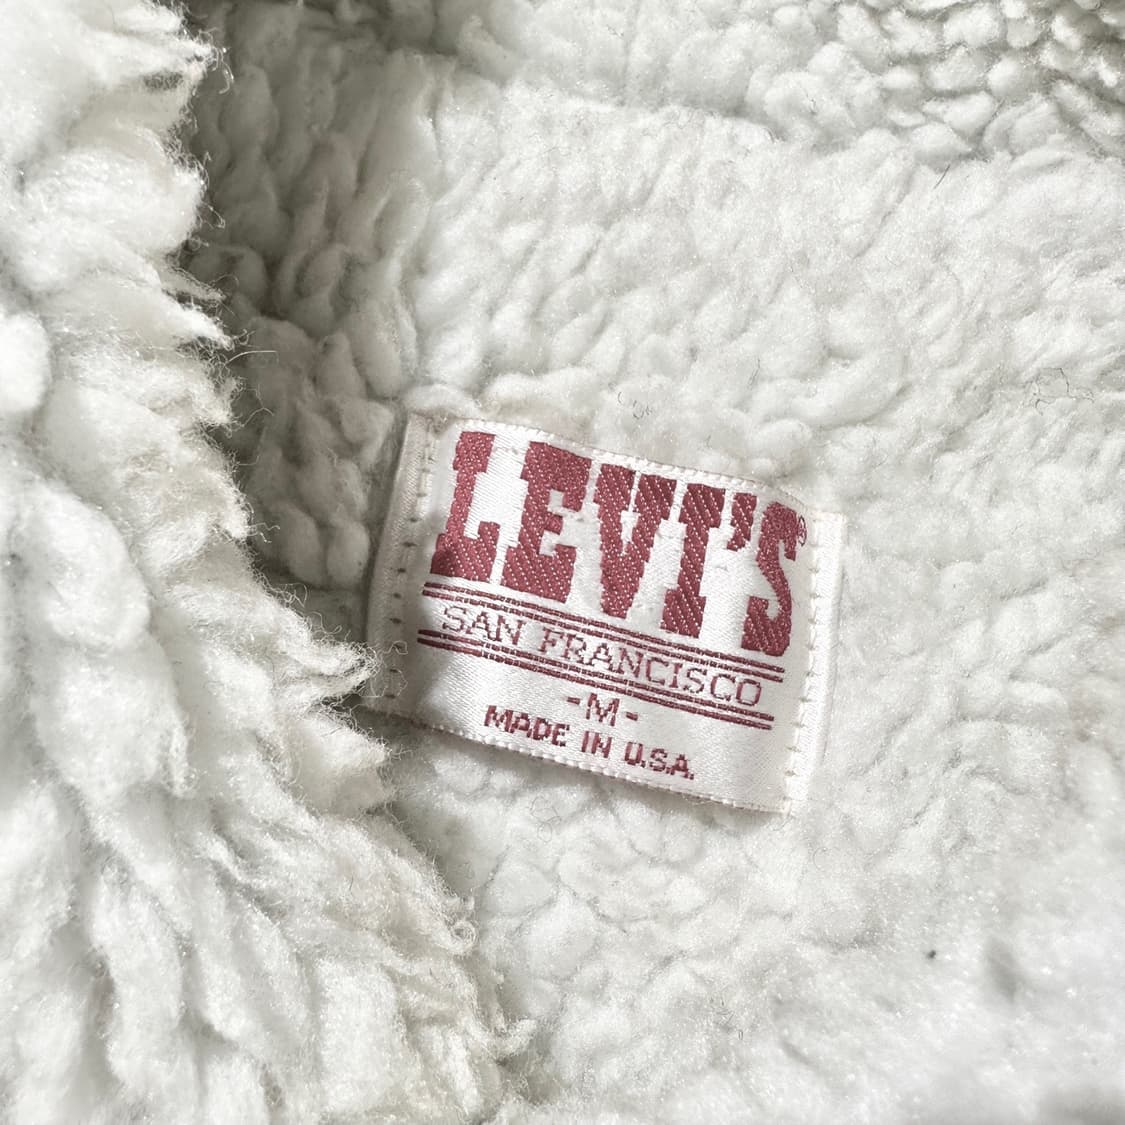 LEVI'S®
SAN FRANCISCO
-M-
MADE IN U.S.A.